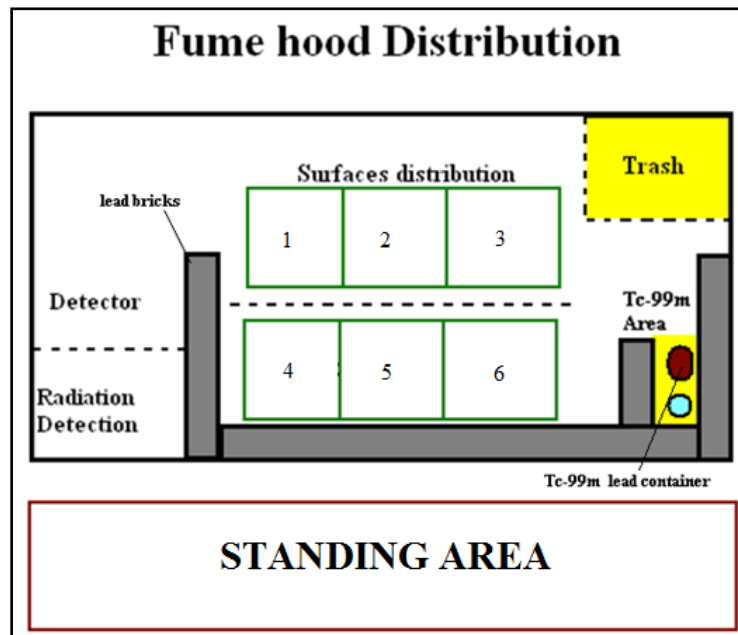 Fume hood Distribution
Trash
Surfaces distribution
lead bricks
1 2 3
Detector
Tc-99m
Area
4 5 6
Radiation
Detection
Tc-99m lead container
STANDING AREA